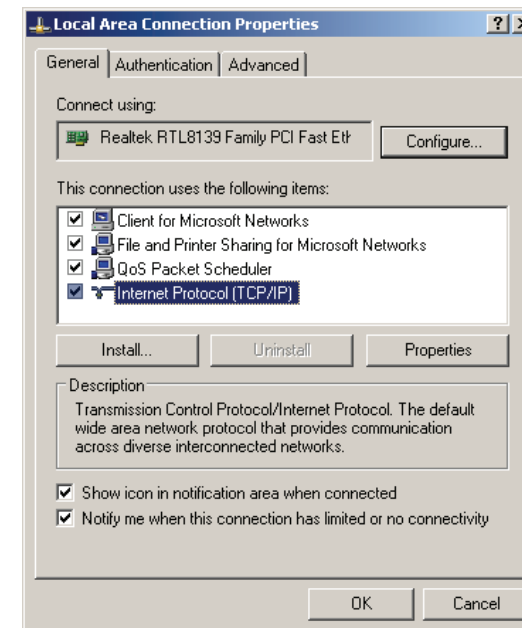 Local Area Connection Properties
General Authentication Advanced
Connect using:
Realtek RTL8139 Family PCI Fast Eth
Configure...
This connection uses the following items:
Client for Microsoft Networks
File and Printer Sharing for Microsoft Networks
QoS Packet Scheduler
Internet Protocol (TCP/IP)
Install... Uninstall Properties
Description
Transmission Control Protocol/Internet Protocol. The default
wide area network protocol that provides communication
across diverse interconnected networks.
Show icon in notification area when connected
Notify me when this connection has limited or no connectivity
OK Cancel